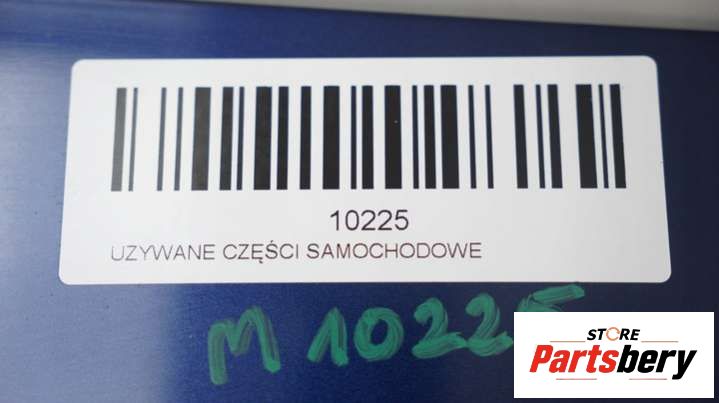 10225
UZYWANE CZĘŚCI SAMOCHODOWE
M 10225
STORE
Partsbery